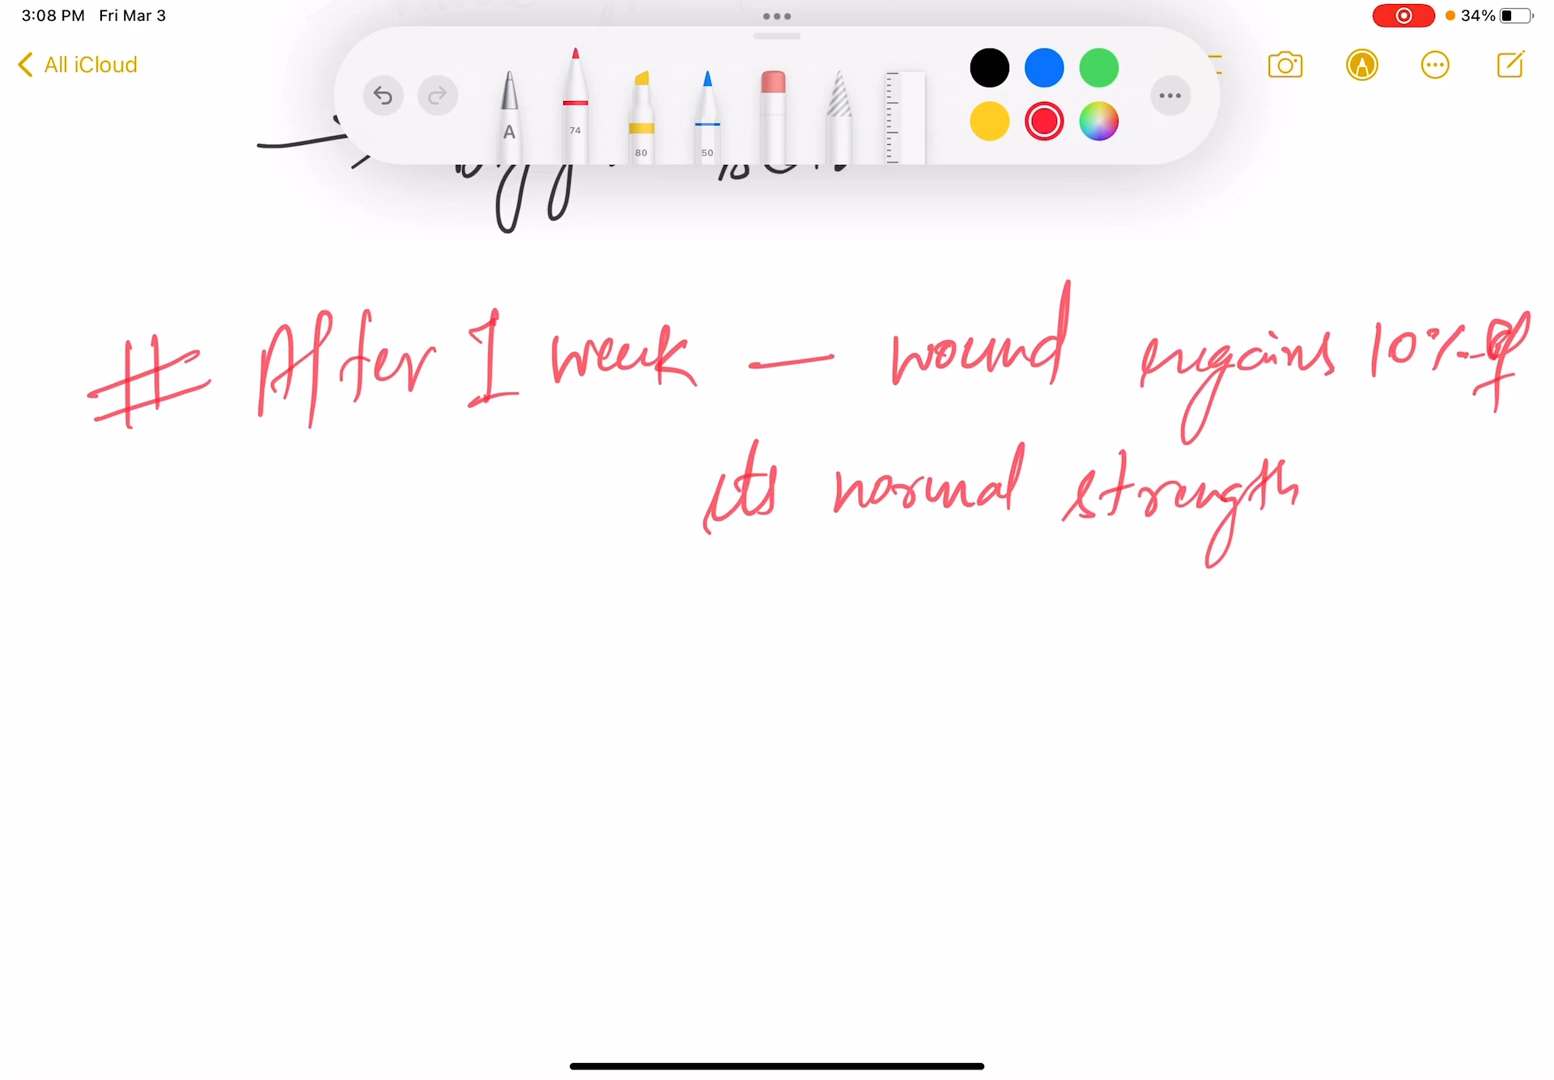 3:08 PM Fri Mar 3
34%
All iCloud
A
74
80
50
# After 1 week — wound regains 10% of
its normal strength